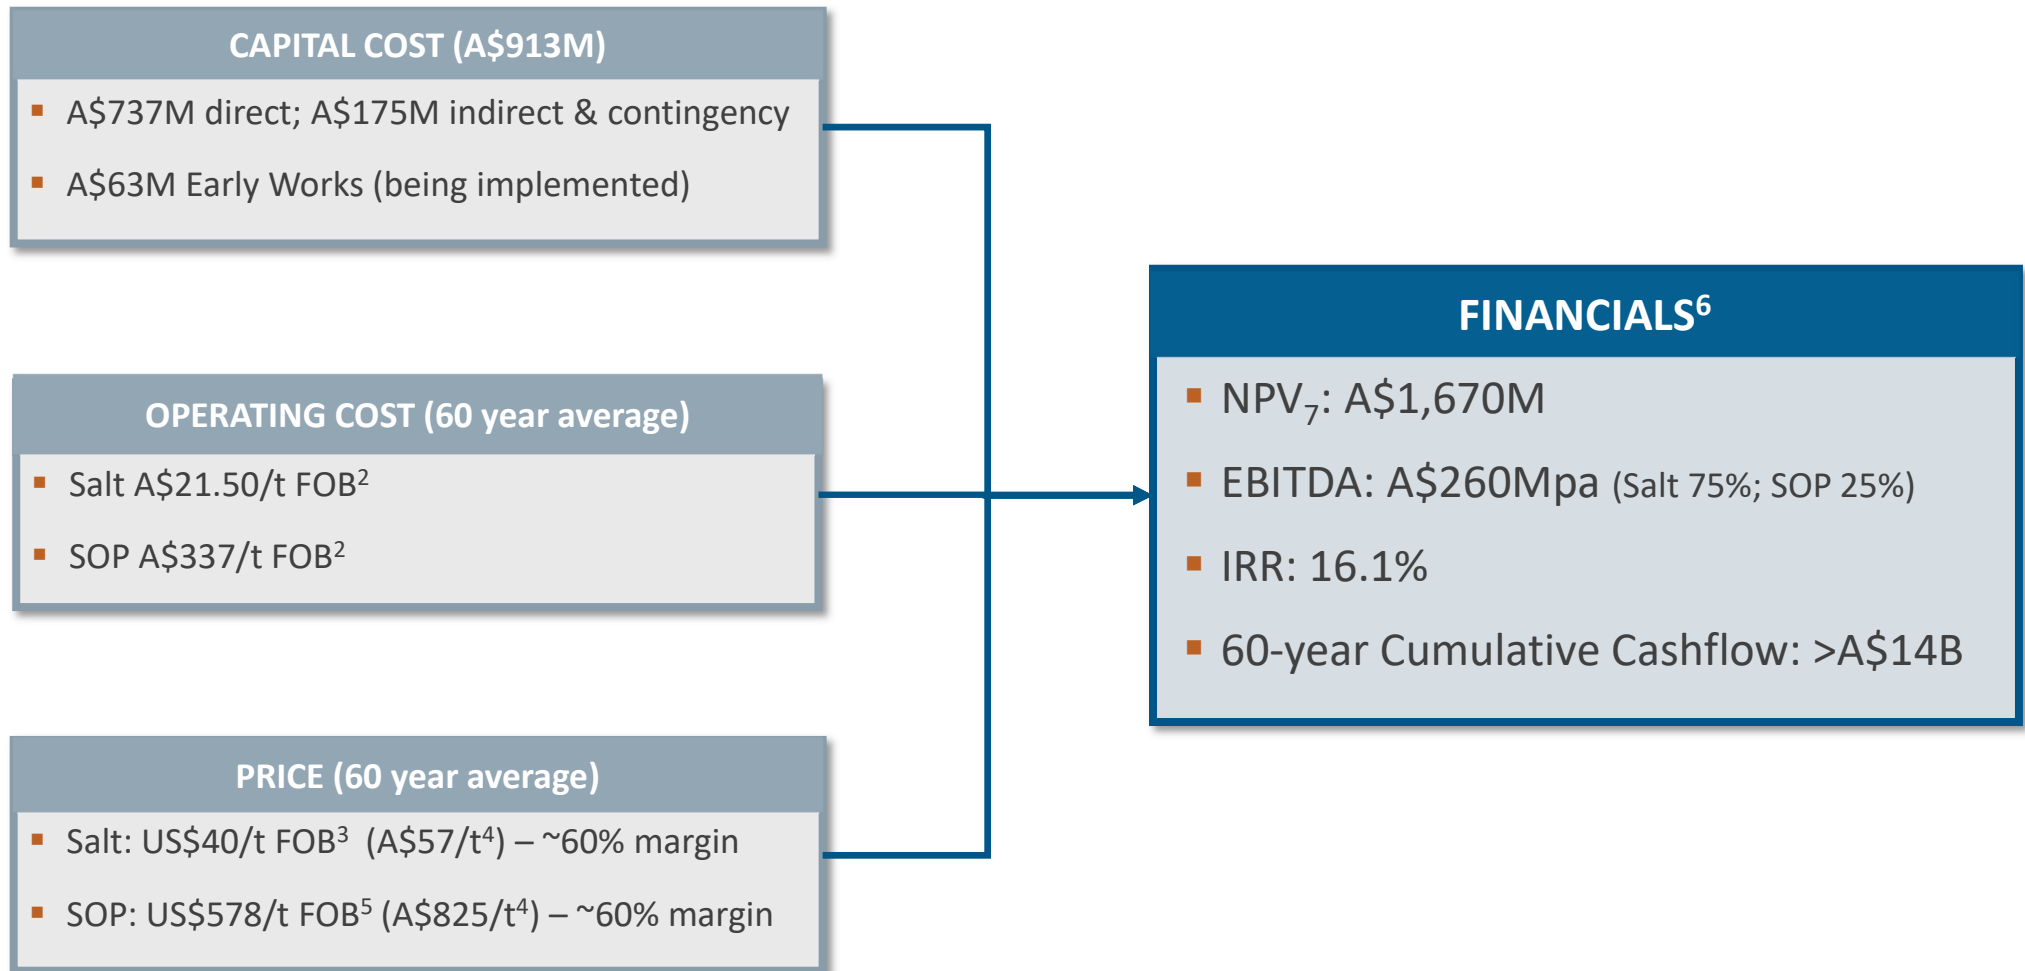 CAPITAL COST (A$913M)
▪ A$737M direct; A$175M indirect & contingency
▪ A$63M Early Works (being implemented)
OPERATING COST (60 year average)
▪ Salt A$21.50/t FOB²
▪ SOP A$337/t FOB²
PRICE (60 year average)
▪ Salt: US$40/t FOB³ (A$57/t⁴) – ~60% margin
▪ SOP: US$578/t FOB⁵ (A$825/t⁴) – ~60% margin
FINANCIALS⁶
▪ NPV₇: A$1,670M
▪ EBITDA: A$260Mpa (Salt 75%; SOP 25%)
▪ IRR: 16.1%
▪ 60-year Cumulative Cashflow: >A$14B